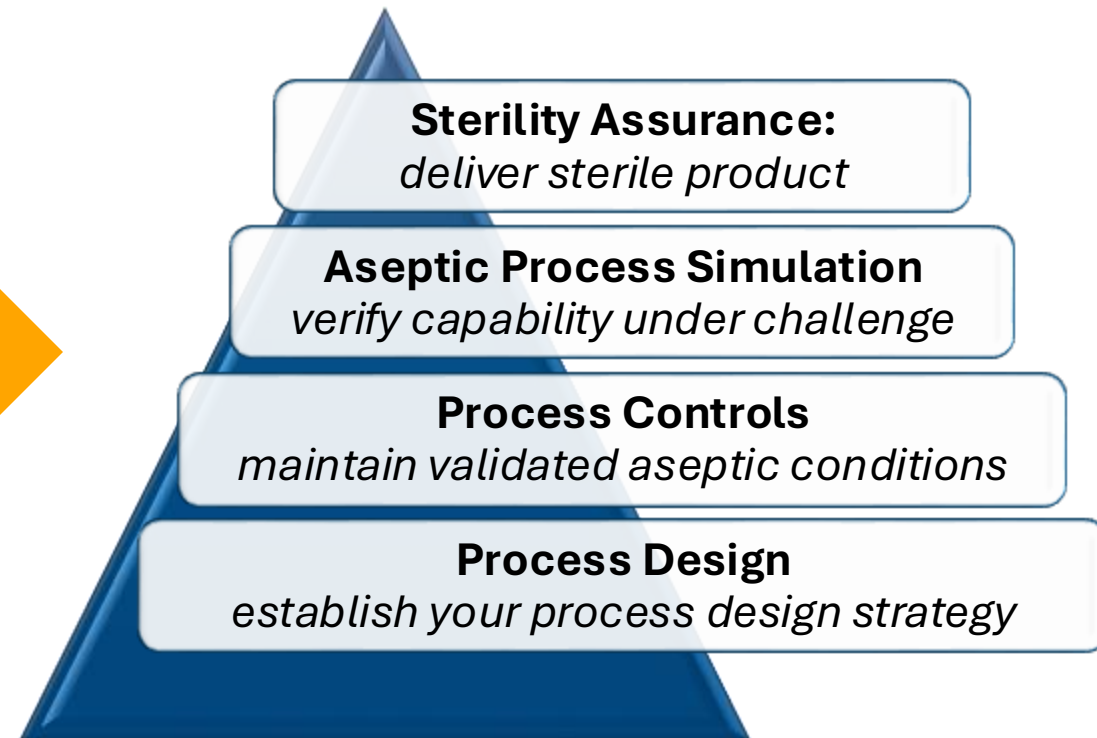 Sterility Assurance:
deliver sterile product
Aseptic Process Simulation
verify capability under challenge
Process Controls
maintain validated aseptic conditions
Process Design
establish your process design strategy